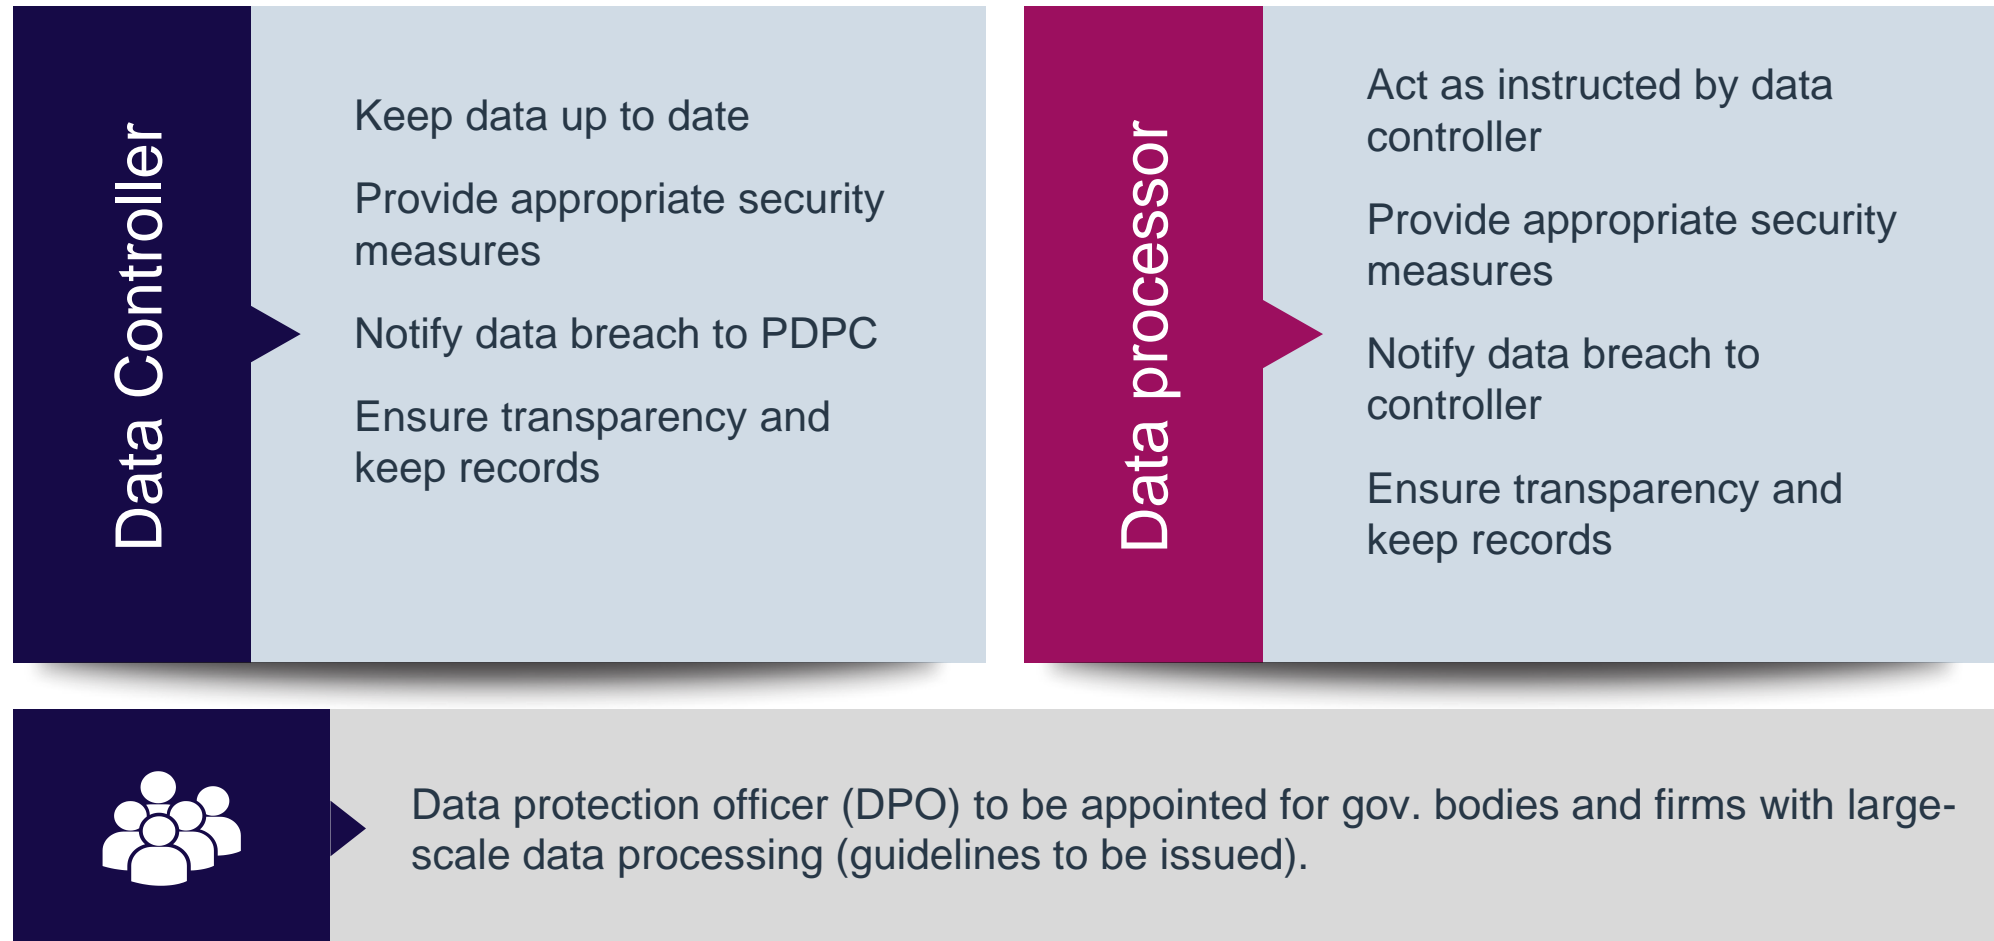 Data Controller
Keep data up to date
Provide appropriate security
measures
Notify data breach to PDPC
Ensure transparency and
keep records
Data processor
Act as instructed by data
controller
Provide appropriate security
measures
Notify data breach to
controller
Ensure transparency and
keep records
Data protection officer (DPO) to be appointed for gov. bodies and firms with large-
scale data processing (guidelines to be issued).